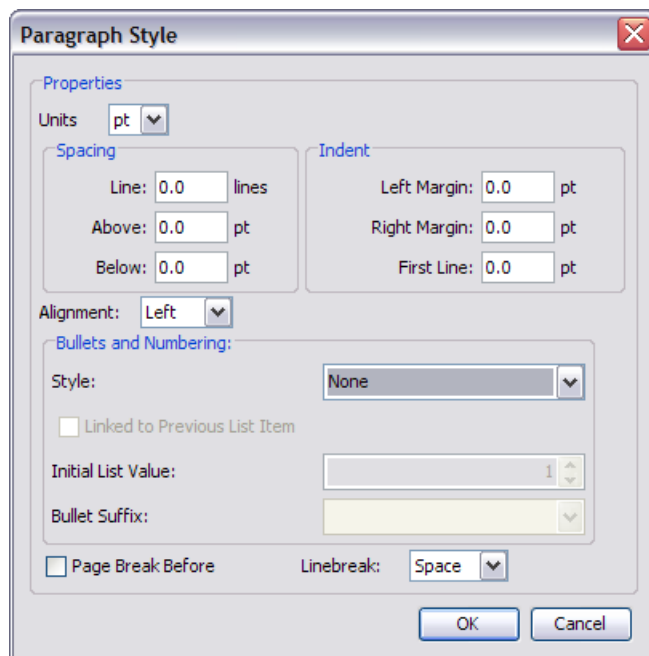 Paragraph Style
Properties
Units pt
Spacing
Line: 0.0 lines
Above: 0.0 pt
Below: 0.0 pt
Indent
Left Margin: 0.0 pt
Right Margin: 0.0 pt
First Line: 0.0 pt
Alignment: Left
Bullets and Numbering:
Style: None
Linked to Previous List Item
Initial List Value: 1
Bullet Suffix:
Page Break Before Linebreak: Space
OK Cancel